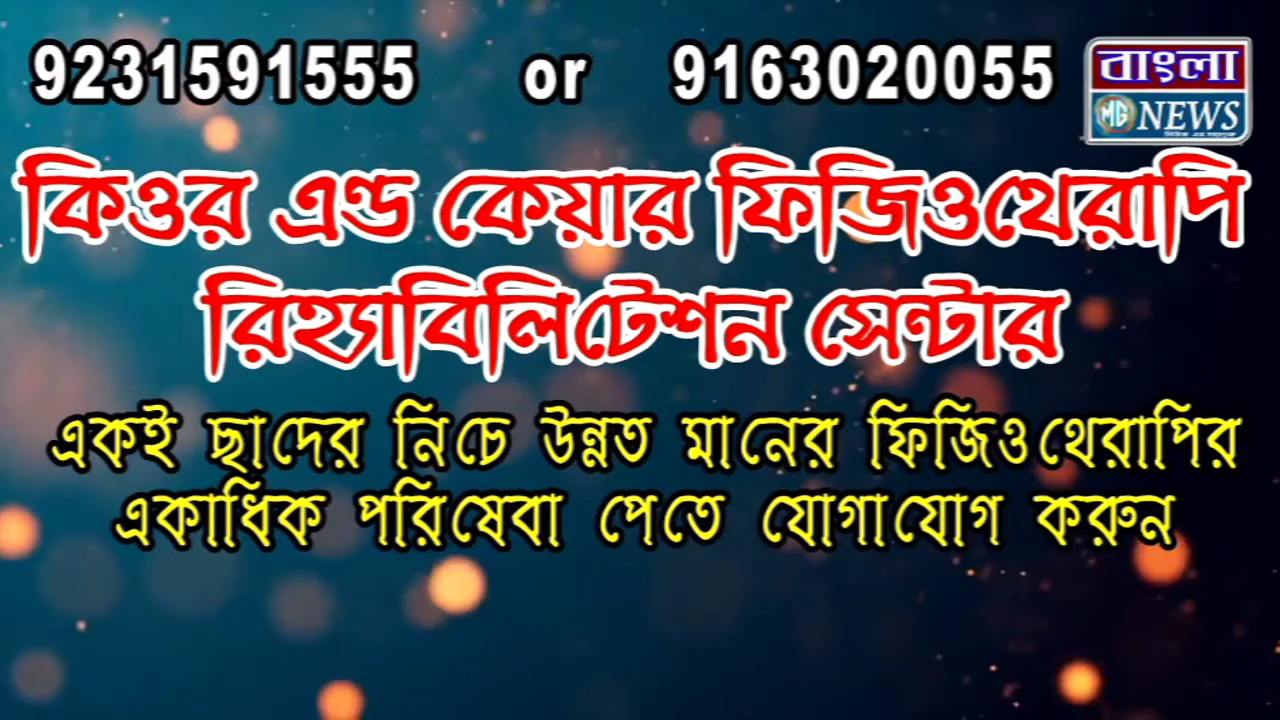 9231591555 or 9163020055
বাংলা
MG NEWS
কিওর এণ্ড কেয়ার ফিজিওথেরাপি
রিহ্যাবিলিটেশন সেন্টার
একই ছাদের নিচে উন্নত মানের ফিজিওথেরাপির
একাধিক পরিষেবা পেতে যোগাযোগ করুন